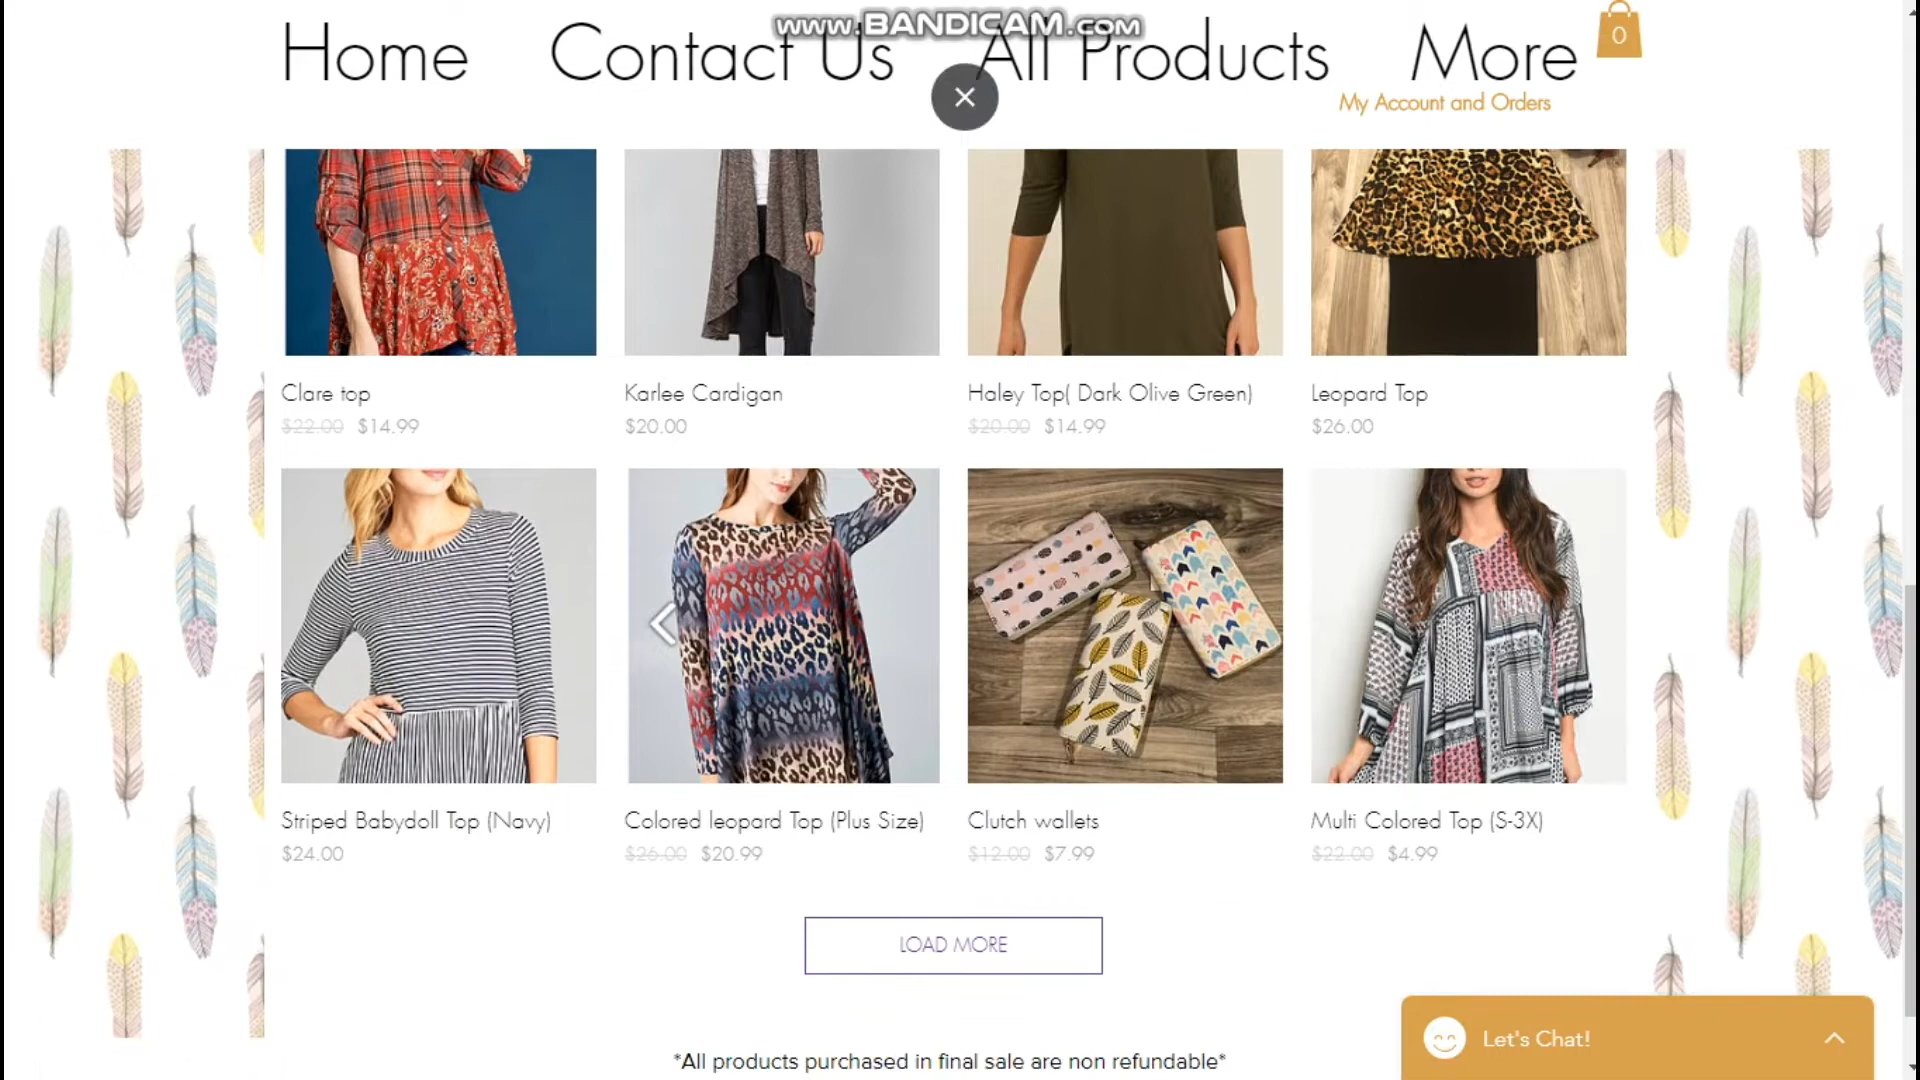 www.BANDICAM.com
Home Contact Us All Products More
0
My Account and Orders
Clare top
$22.00 $14.99
Karlee Cardigan
$20.00
Haley Top( Dark Olive Green)
$20.00 $14.99
Leopard Top
$26.00
Striped Babydoll Top (Navy)
$24.00
Colored leopard Top (Plus Size)
$26.00 $20.99
Clutch wallets
$12.00 $7.99
Multi Colored Top (S-3X)
$22.00 $4.99
LOAD MORE
Let's Chat!
*All products purchased in final sale are non refundable*